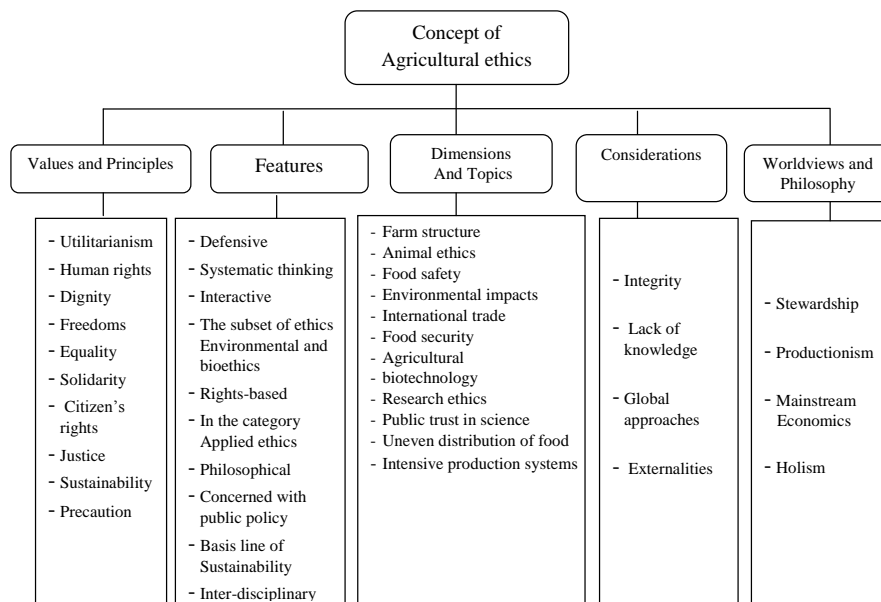 Concept of
Agricultural ethics
Values and Principles
- Utilitarianism
- Human rights
- Dignity
- Freedoms
- Equality
- Solidarity
- Citizen's
rights
- Justice
- Sustainability
- Precaution
Features
- Defensive
- Systematic thinking
- Interactive
- The subset of ethics
Environmental and
bioethics
- Rights-based
- In the category
Applied ethics
- Philosophical
- Concerned with
public policy
- Basis line of
Sustainability
- Inter-disciplinary
Dimensions
And Topics
- Farm structure
- Animal ethics
- Food safety
- Environmental impacts
- International trade
- Food security
- Agricultural
- biotechnology
- Research ethics
- Public trust in science
- Uneven distribution of food
- Intensive production systems
Considerations
- Integrity
- Lack of
knowledge
- Global
approaches
- Externalities
Worldviews and
Philosophy
- Stewardship
- Productionism
- Mainstream
Economics
- Holism